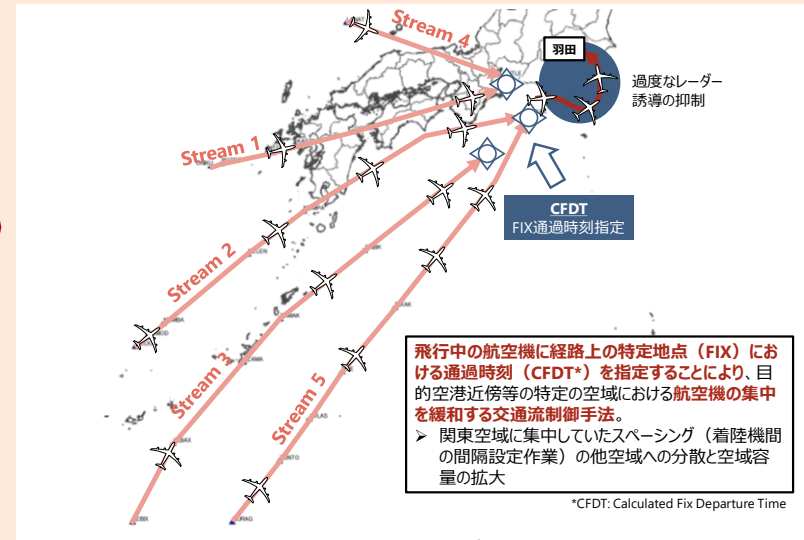 Stream 4
羽田
過度なレーダー
誘導の抑制
Stream 1
CFDT
FIX通過時刻指定
Stream 2
Stream 3
Stream 5
飛行中の航空機に経路上の特定地点（FIX）にお
ける通過時刻（CFDT*）を指定することにより、目
的空港近傍等の特定の空域における航空機の集中
を緩和する交通流制御手法。
➢ 関東空域に集中していたスペーシング（着陸機間
の間隔設定作業）の他空域への分散と空域容
量の拡大
*CFDT: Calculated Fix Departure Time